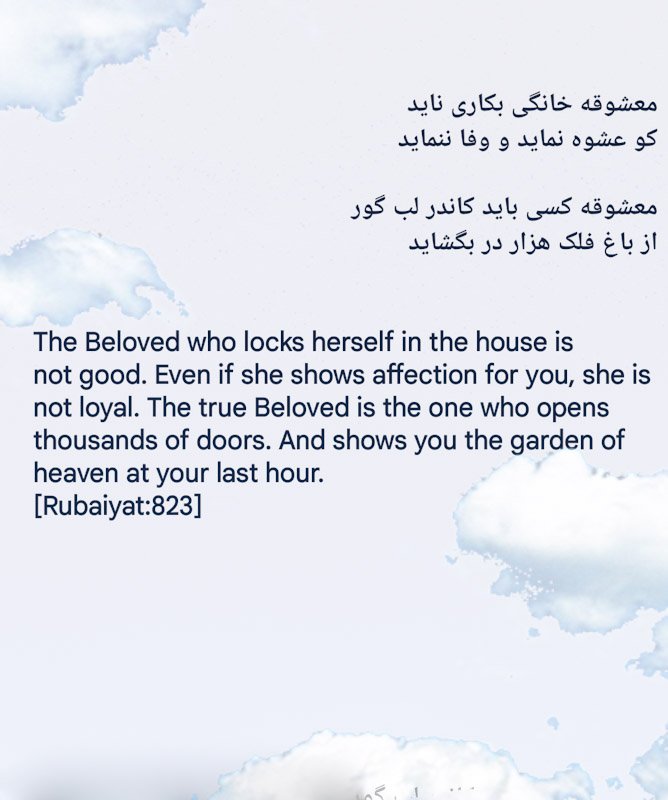 معشوقه خانگی بکاری ناید
کو عشوه نماید و وفا ننماید
معشوقه کسی باید کاندر لب گور
از باغ فلک هزار در بگشاید
The Beloved who locks herself in the house is
not good. Even if she shows affection for you, she is
not loyal. The true Beloved is the one who opens
thousands of doors. And shows you the garden of
heaven at your last hour.
[Rubaiyat:823]